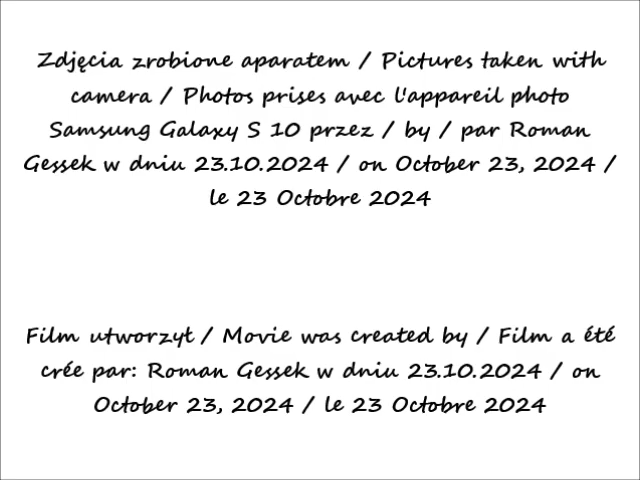 Zdjęcia zrobione aparatem / Pictures taken with
camera / Photos prises avec l'appareil photo
Samsung Galaxy S 10 przez / by / par Roman
Gessek w dniu 23.10.2024 / on October 23, 2024 /
le 23 Octobre 2024
Film utworzył / Movie was created by / Film a été
crée par: Roman Gessek w dniu 23.10.2024 / on
October 23, 2024 / le 23 Octobre 2024